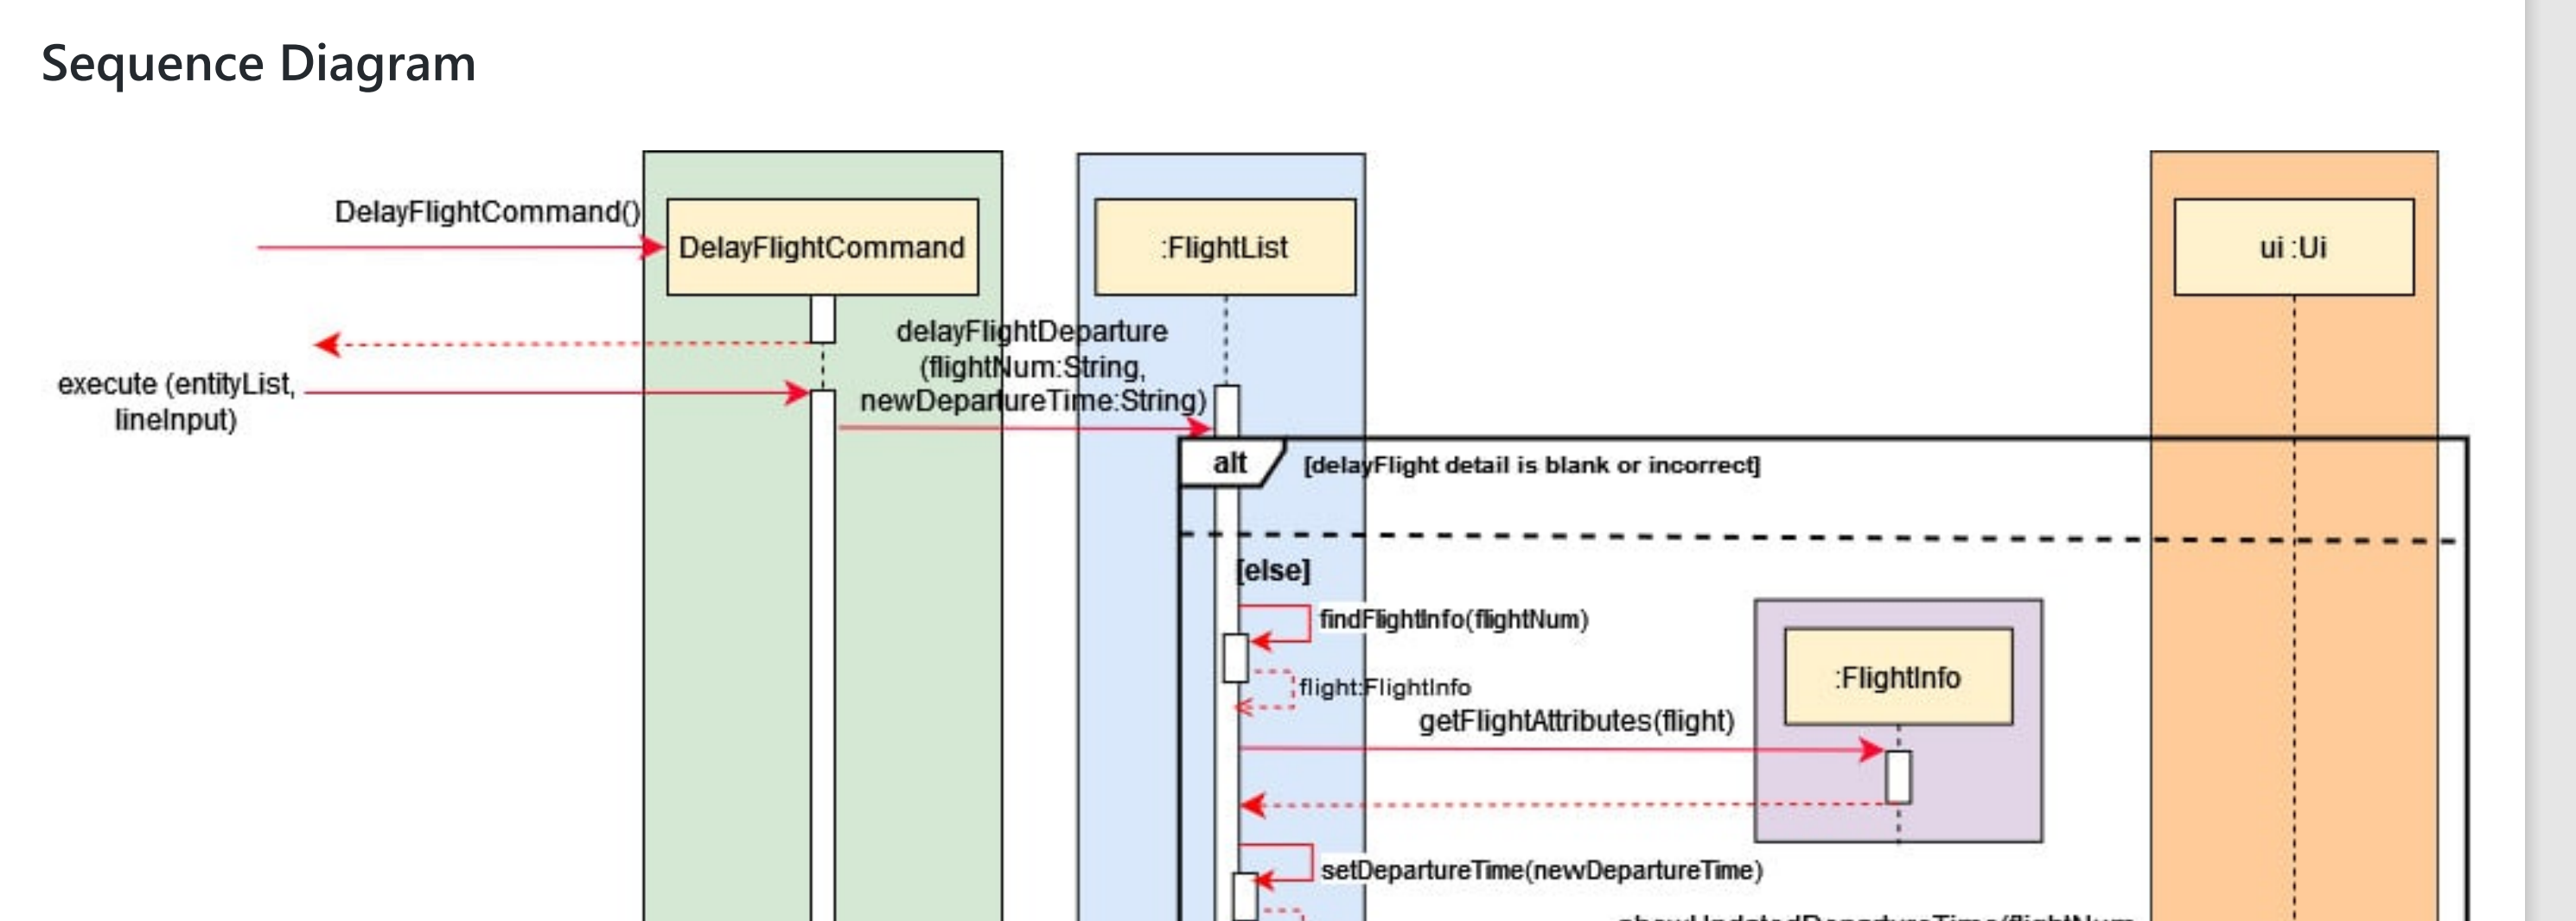 Sequence Diagram
DelayFlightCommand()
DelayFlightCommand
:FlightList
ui :Ui
delayFlightDeparture
(flightNum:String,
newDepartureTime:String)
execute (entityList,
lineInput)
alt
[delayFlight detail is blank or incorrect]
[else]
findFlightInfo(flightNum)
:FlightInfo
flight:FlightInfo
getFlightAttributes(flight)
setDepartureTime(newDepartureTime)